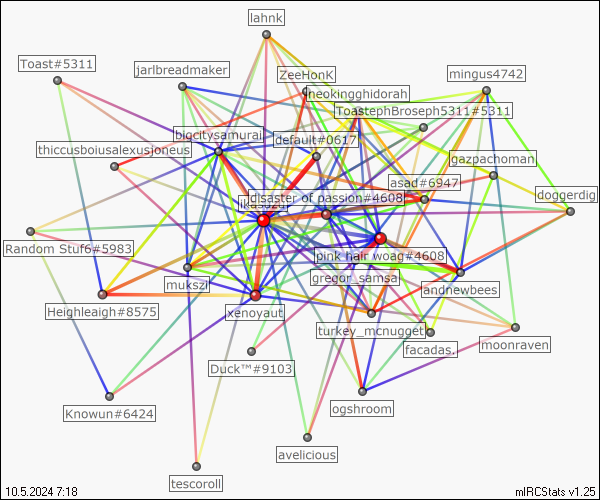 lahnk
Toast#5311
jarlbreadmaker
ZeeHonK
mingus4742
neokingghidorah
ToastephBroseph5311#5311
bigcitysamurai
default#0617
thiccusboiusalexusjoneus
gazpachoman
asad#6947
disaster of passion#4608
doggerdig
Random Stuf6#5983
pink hair woag#4608
mukszi
gregor_samsa
andnewbees
Heighleaigh#8575
xenoyaut
turkey_mcnugget
facadas.
moonraven
Duck™#9103
Knowun#6424
ogshroom
avelicious
tescoroll
10.5.2024 7:18
mIRCStats v1.25